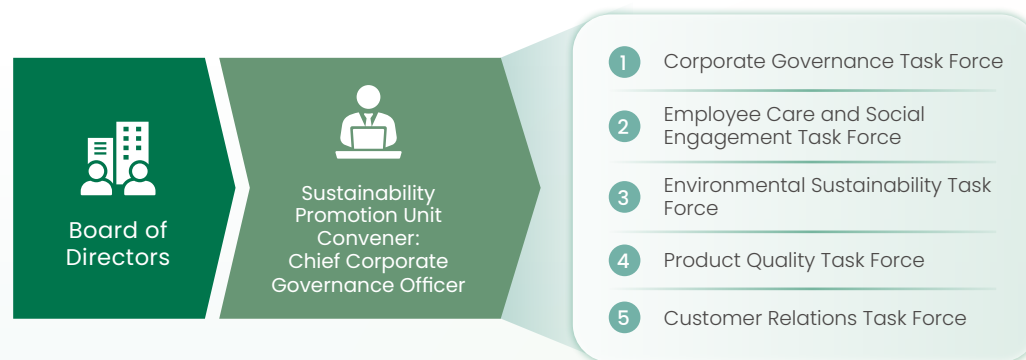 Board of
Directors
Sustainability
Promotion Unit
Convener:
Chief Corporate
Governance Officer
1 Corporate Governance Task Force
2 Employee Care and Social
Engagement Task Force
3 Environmental Sustainability Task
Force
4 Product Quality Task Force
5 Customer Relations Task Force